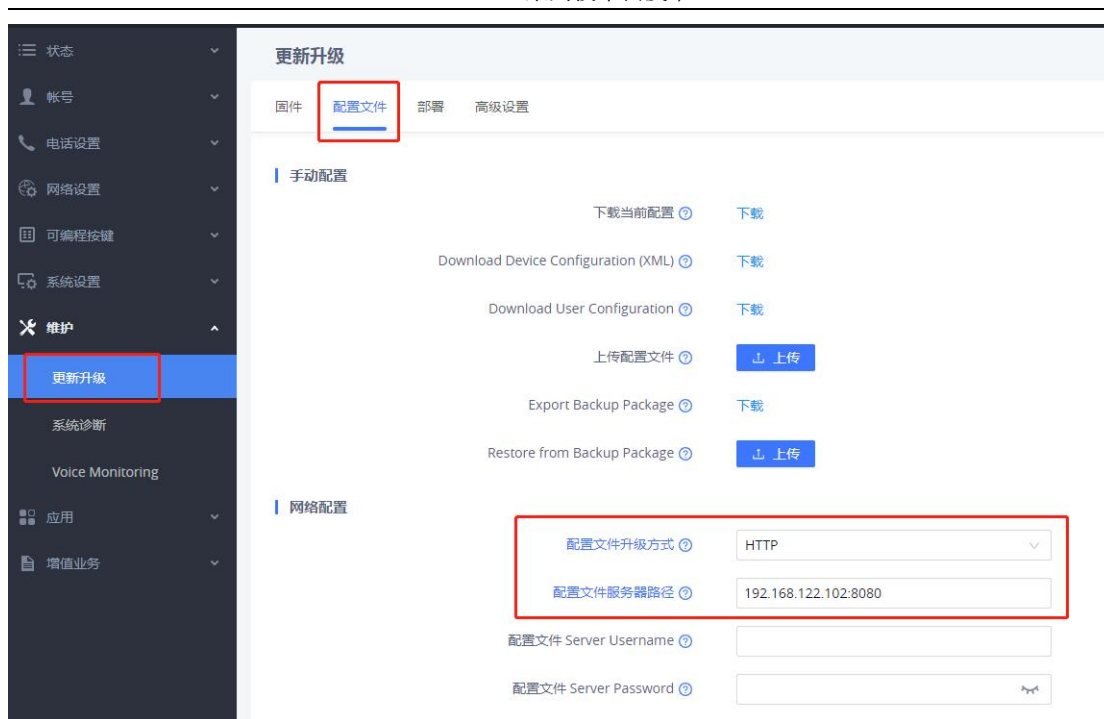 状态
帐号
电话设置
网络设置
可编程按键
系统设置
维护
更新升级
系统诊断
Voice Monitoring
应用
增值业务
更新升级
固件 配置文件 部署 高级设置
手动配置
下载当前配置 下载
Download Device Configuration (XML) 下载
Download User Configuration 下载
上传配置文件 上传
Export Backup Package 下载
Restore from Backup Package 上传
网络配置
配置文件升级方式 HTTP
配置文件服务器路径 192.168.122.102:8080
配置文件 Server Username
配置文件 Server Password